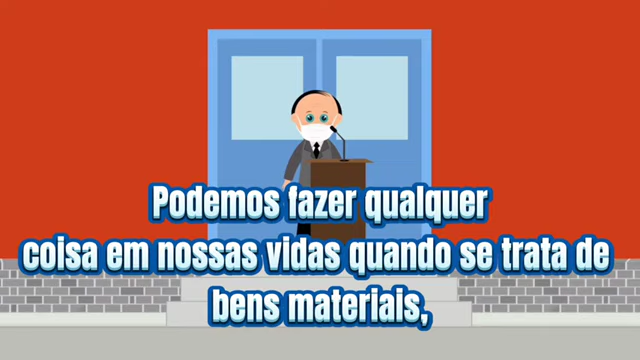 Podemos fazer qualquer
coisa em nossas vidas quando se trata de
bens materiais,